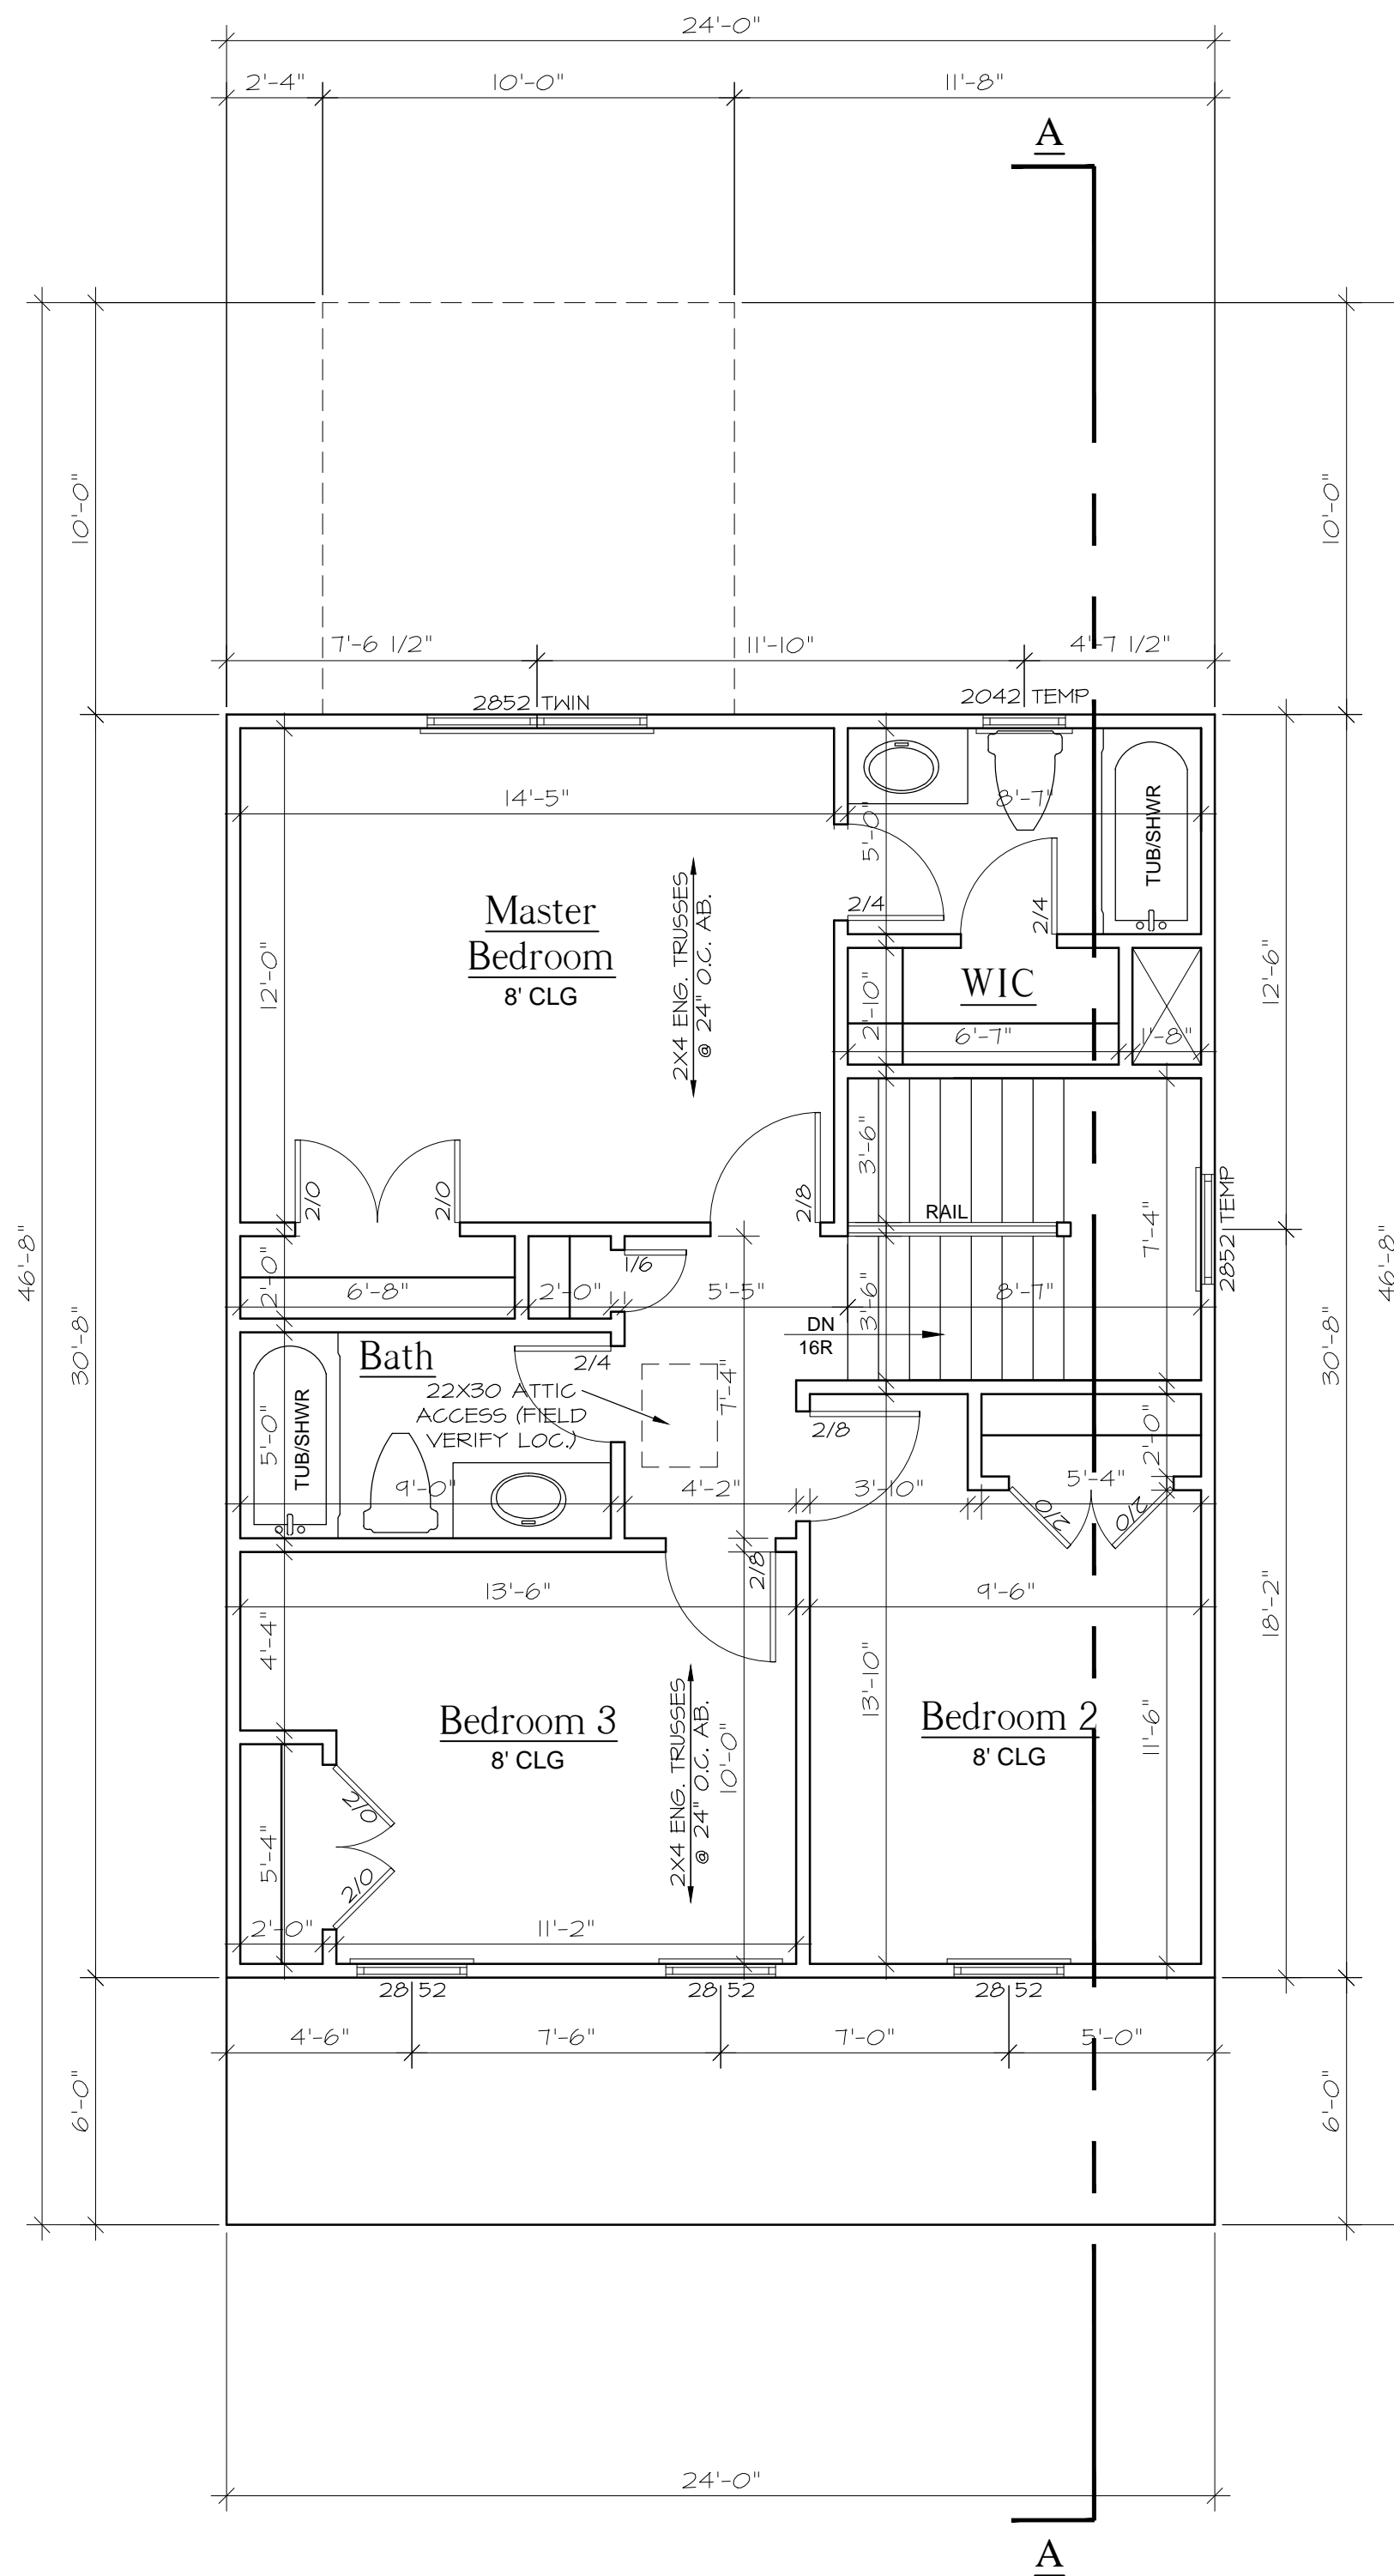 24'-0"
2'-4"
10'-0"
11'-8"
A
10'-0"
10'-0"
7'-6 1/2"
11'-10"
4'-7 1/2"
2852 TWIN
2042 TEMP
14'-5"
8'-7"
5'-0"
TUB/SHWR
Master
Bedroom
8' CLG
2X4 ENG. TRUSSES
@ 24" O.C. AB.
2/4
2/4
12'-0"
WIC
2'-10"
6'-7"
1'-8"
12'-6"
3'-6"
2/0
2/0
2/8
RAIL
7'-4"
2852 TEMP
46'-8"
46'-8"
30'-8"
30'-8"
2'-0"
6'-8"
2'-0"
1/6
5'-5"
3'-6"
8'-7"
DN
16R
Bath
2/4
22X30 ATTIC
ACCESS (FIELD
VERIFY LOC.)
7'-4"
TUB/SHWR
5'-0"
9'-0"
4'-2"
2/8
3'-10"
5'-4"
2'-0"
2/0
2/0
2/8
13'-6"
9'-6"
18'-2"
4'-4"
13'-10"
11'-6"
Bedroom 3
8' CLG
2X4 ENG. TRUSSES
@ 24" O.C. AB.
10'-0"
Bedroom 2
8' CLG
2/0
2/0
5'-4"
2'-0"
11'-2"
2852
2852
2852
4'-6"
7'-6"
7'-0"
5'-0"
6'-0"
6'-0"
24'-0"
A